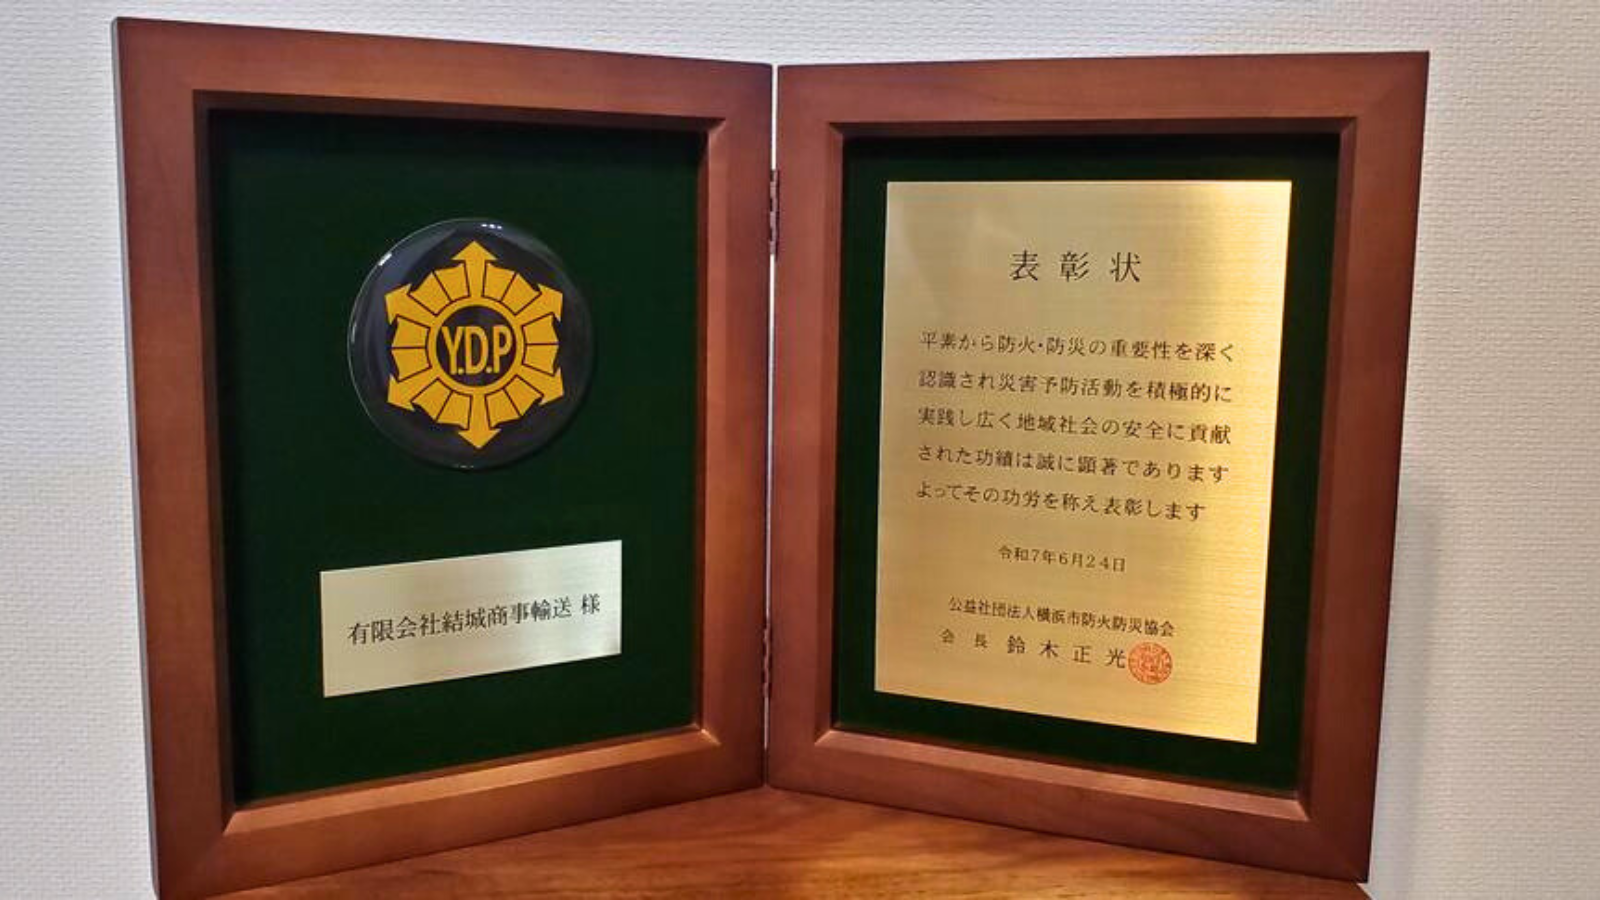 Y.D.P
有限会社結城商事輸送 様
表彰状
平素から防火・防災の重要性を深く
認識され災害予防活動を積極的に
実践し広く地域社会の安全に貢献
された功績は誠に顕著であります
よってその功労を称え表彰します
令和7年6月24日
公益社団法人横浜市防火防災協会
会長 鈴木正光